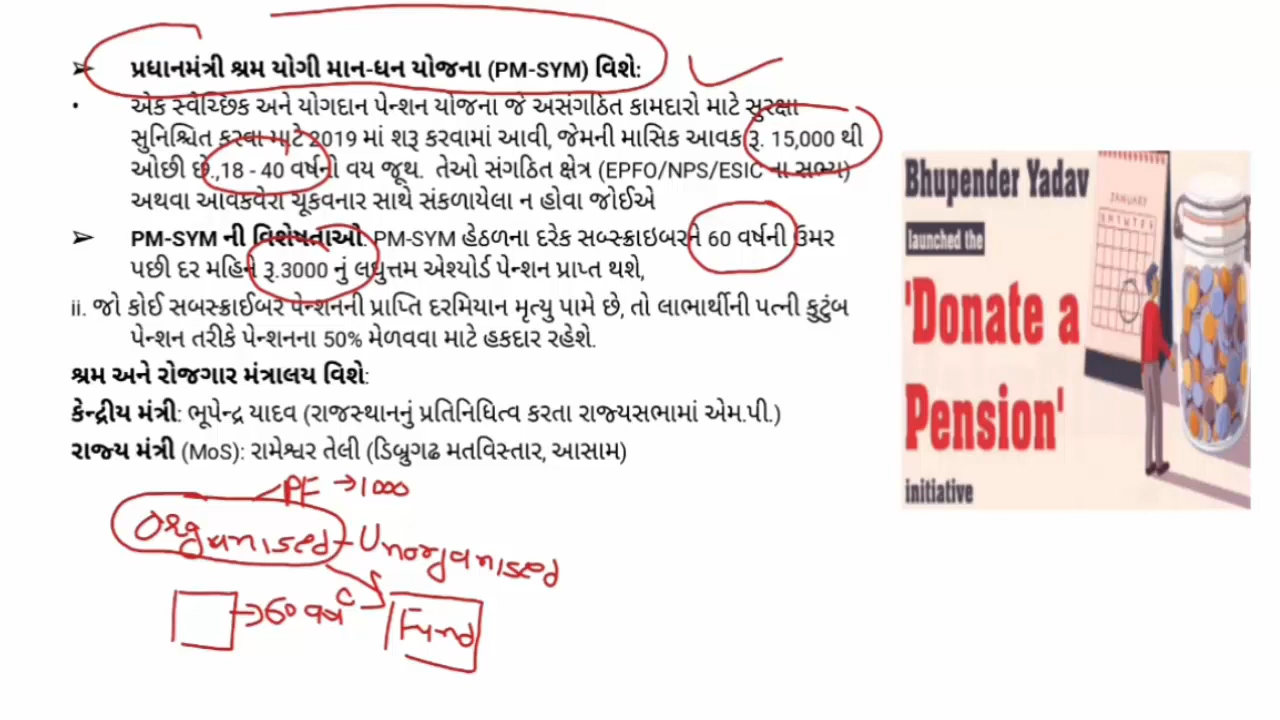 ➢ પ્રધાનમંત્રી શ્રમ યોગી માન-ધન યોજના (PM-SYM) વિશે:
• એક સ્વૈચ્છિક અને યોગદાન પેન્શન યોજના જે અસંગઠિત કામદારો માટે સુરક્ષા
સુનિશ્ચિત કરવા માટે 2019 માં શરૂ કરવામાં આવી, જેમની માસિક આવક રૂ. 15,000 થી
ઓછી છે.,18 - 40 વર્ષનો વય જૂથ. તેઓ સંગઠિત ક્ષેત્ર (EPFO/NPS/ESIC ના સભ્ય)
અથવા આવકવેરા ચૂકવનાર સાથે સંકળાયેલા ન હોવા જોઈએ
➢ PM-SYM ની વિશેષતાઓ: PM-SYM હેઠળના દરેક સબ્સ્ક્રાઇબરને 60 વર્ષની ઉંમર
પછી દર મહિને રૂ.3000 નું લઘુત્તમ એશ્યોર્ડ પેન્શન પ્રાપ્ત થશે,
ii. જો કોઈ સબસ્ક્રાઈબર પેન્શનની પ્રાપ્તિ દરમિયાન મૃત્યુ પામે છે, તો લાભાર્થીની પત્ની કુટુંબ
પેન્શન તરીકે પેન્શનના 50% મેળવવા માટે હકદાર રહેશે.
શ્રમ અને રોજગાર મંત્રાલય વિશે:
કેન્દ્રીય મંત્રી: ભૂપેન્દ્ર યાદવ (રાજસ્થાનનું પ્રતિનિધિત્વ કરતા રાજ્યસભામાં એમ.પી.)
રાજ્ય મંત્રી (MoS): રામેશ્વર તેલી (ડિબ્રુગઢ મતવિસ્તાર, આસામ)
PF → 1000
Organised - Unorganised
→ 60 વર્ષ
Fund
Bhupender Yadav
launched the
'Donate a
Pension'
initiative
JANUARY